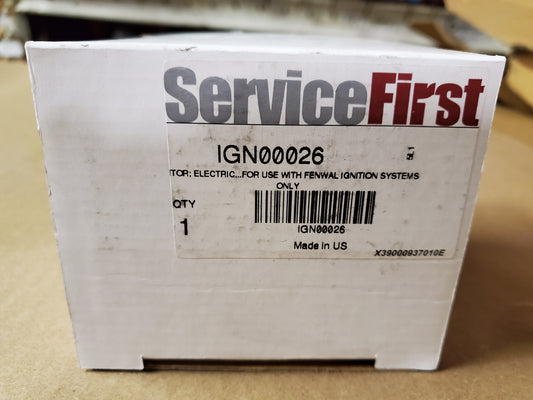 ServiceFirst
IGN00026
TOR; ELECTRIC...FOR USE WITH FENWAL IGNITION SYSTEMS
ONLY
QTY
1
IGN00026
Made in US
X39000937010E